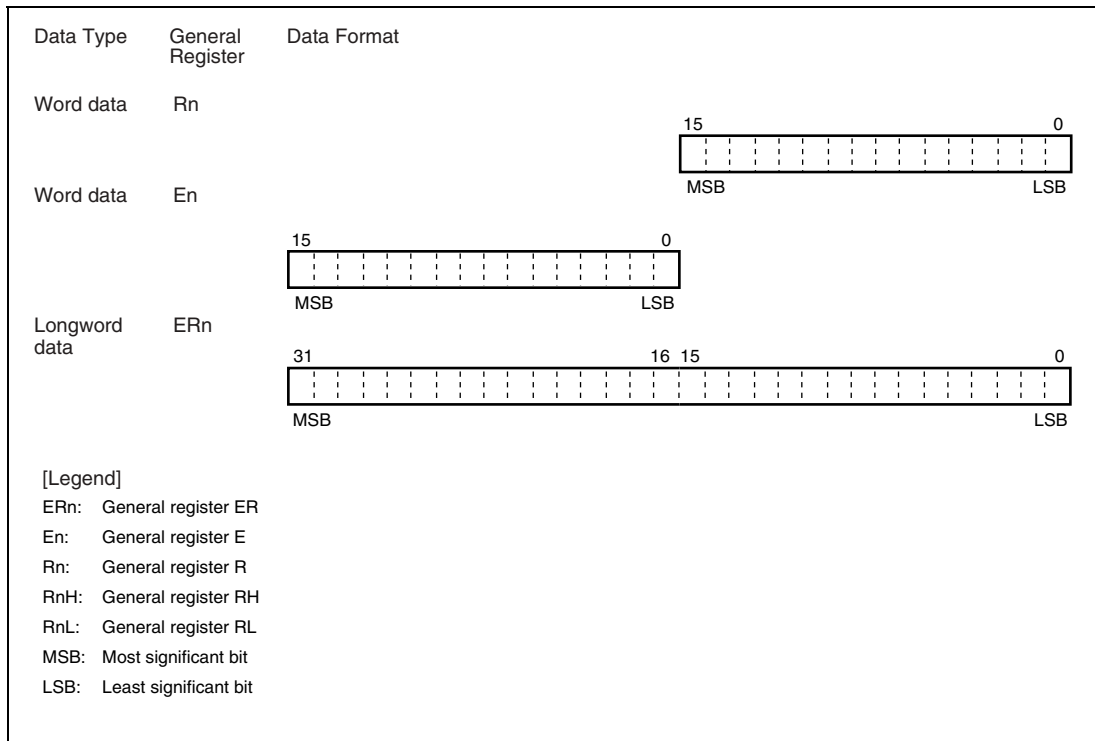 Data Type General Register Data Format
Word data Rn
15 0
MSB LSB
Word data En
15 0
MSB LSB
Longword data ERn
31 16 15 0
MSB LSB
[Legend]
ERn: General register ER
En: General register E
Rn: General register R
RnH: General register RH
RnL: General register RL
MSB: Most significant bit
LSB: Least significant bit